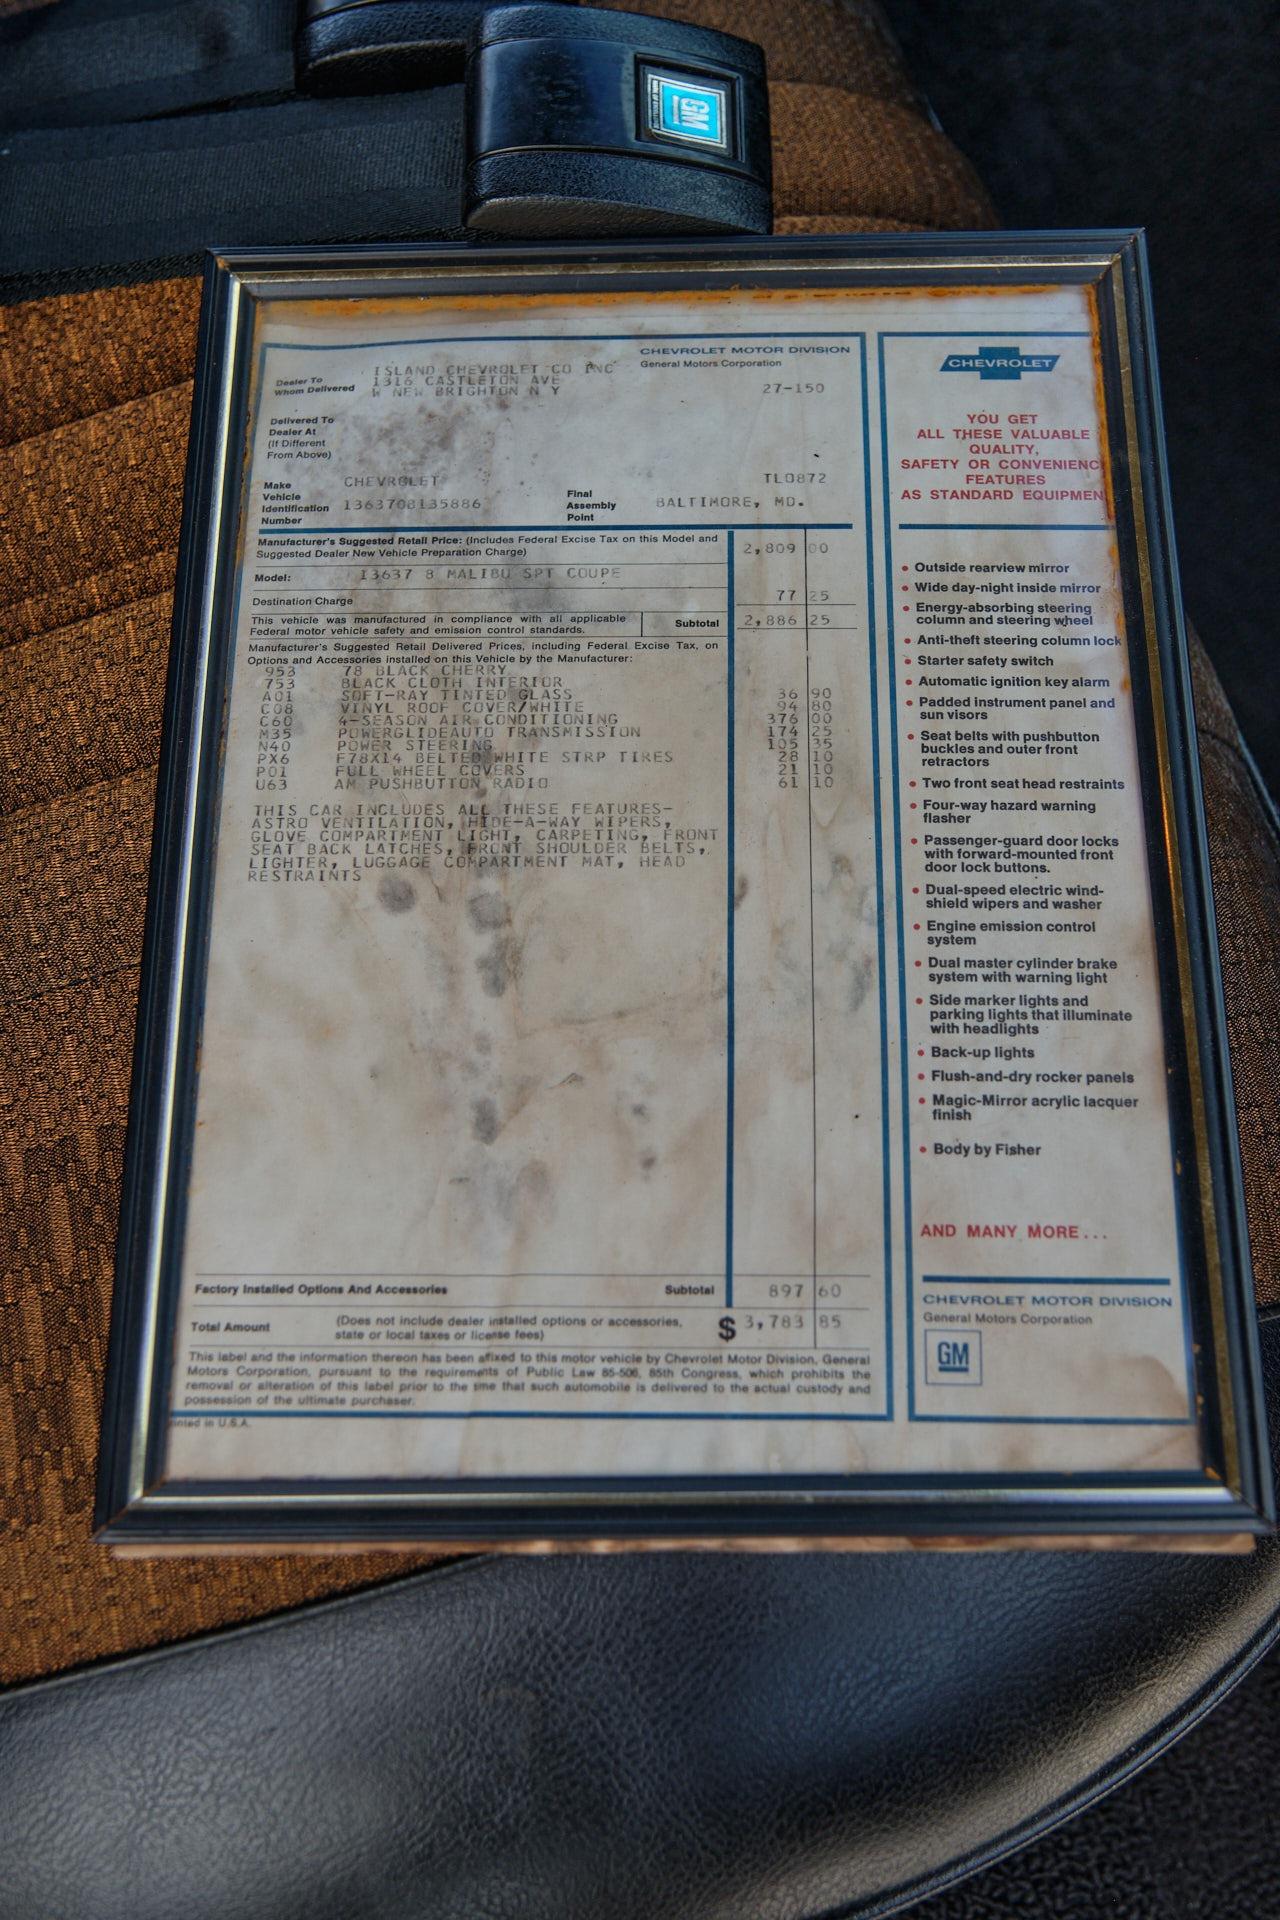 GM
CHEVROLET MOTOR DIVISION
General Motors Corporation
Dealer To
Whom Delivered
ISLAND CHEVROLET CO INC
1316 CASTLETON AVE
W NEW BRIGHTON N Y
27-150
Delivered To
Dealer At
(If Different
From Above)
Make CHEVROLET TL0872
Vehicle
Identification
Number
136370B135886
Final
Assembly
Point
BALTIMORE, MD.
Manufacturer's Suggested Retail Price: (Includes Federal Excise Tax on this Model and
Suggested Dealer New Vehicle Preparation Charge)
2,809 00
Model: 13637 8 MALIBU SPT COUPE
Destination Charge 77 25
This vehicle was manufactured in compliance with all applicable
Federal motor vehicle safety and emission control standards.
Subtotal 2,886 25
Manufacturer's Suggested Retail Delivered Prices, including Federal Excise Tax, on
Options and Accessories installed on this Vehicle by the Manufacturer:
953 78 BLACK CHERRY
753 BLACK CLOTH INTERIOR
A01 SOFT-RAY TINTED GLASS 36 90
C08 VINYL ROOF COVER/WHITE 94 80
C60 4-SEASON AIR CONDITIONING 376 00
M35 POWERGLIDEAUTO TRANSMISSION 174 25
N40 POWER STEERING 105 35
PX6 F78X14 BELTED WHITE STRP TIRES 28 10
P01 FULL WHEEL COVERS 21 10
U63 AM PUSHBUTTON RADIO 61 10
THIS CAR INCLUDES ALL THESE FEATURES-
ASTRO VENTILATION, HIDE-A-WAY WIPERS,
GLOVE COMPARTMENT LIGHT, CARPETING, FRONT
SEAT BACK LATCHES, FRONT SHOULDER BELTS,
LIGHTER, LUGGAGE COMPARTMENT MAT, HEAD
RESTRAINTS
Factory Installed Options And Accessories Subtotal 897 60
Total Amount
(Does not include dealer installed options or accessories,
state or local taxes or license fees)
$ 3,783 85
This label and the information thereon has been affixed to this motor vehicle by Chevrolet Motor Division, General
Motors Corporation, pursuant to the requirements of Public Law 85-506, 85th Congress, which prohibits the
removal or alteration of this label prior to the time that such automobile is delivered to the actual custody and
possession of the ultimate purchaser.
inted in U.S.A.
CHEVROLET
YOU GET
ALL THESE VALUABLE
QUALITY,
SAFETY OR CONVENIENC
FEATURES
AS STANDARD EQUIPMEN
• Outside rearview mirror
• Wide day-night inside mirror
• Energy-absorbing steering
column and steering wheel
• Anti-theft steering column lock
• Starter safety switch
• Automatic ignition key alarm
• Padded instrument panel and
sun visors
• Seat belts with pushbutton
buckles and outer front
retractors
• Two front seat head restraints
• Four-way hazard warning
flasher
• Passenger-guard door locks
with forward-mounted front
door lock buttons.
• Dual-speed electric wind-
shield wipers and washer
• Engine emission control
system
• Dual master cylinder brake
system with warning light
• Side marker lights and
parking lights that illuminate
with headlights
• Back-up lights
• Flush-and-dry rocker panels
• Magic-Mirror acrylic lacquer
finish
• Body by Fisher
AND MANY MORE...
CHEVROLET MOTOR DIVISION
General Motors Corporation
GM